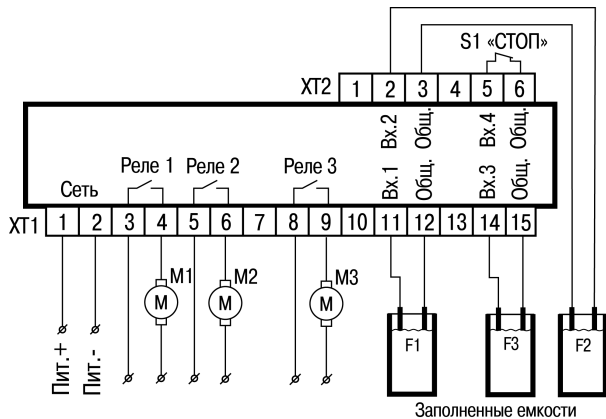 S1 «СТОП»
XT2 1 2 3 4 5 6
Вх.2 Общ. Вх.4 Общ.
Реле 1 Реле 2 Реле 3
Вх.1 Общ. Вх.3 Общ.
Сеть
XT1 1 2 3 4 5 6 7 8 9 10 11 12 13 14 15
M1 M2 M3
M M M
F1 F3 F2
Пит.+ Пит.-
Заполненные емкости